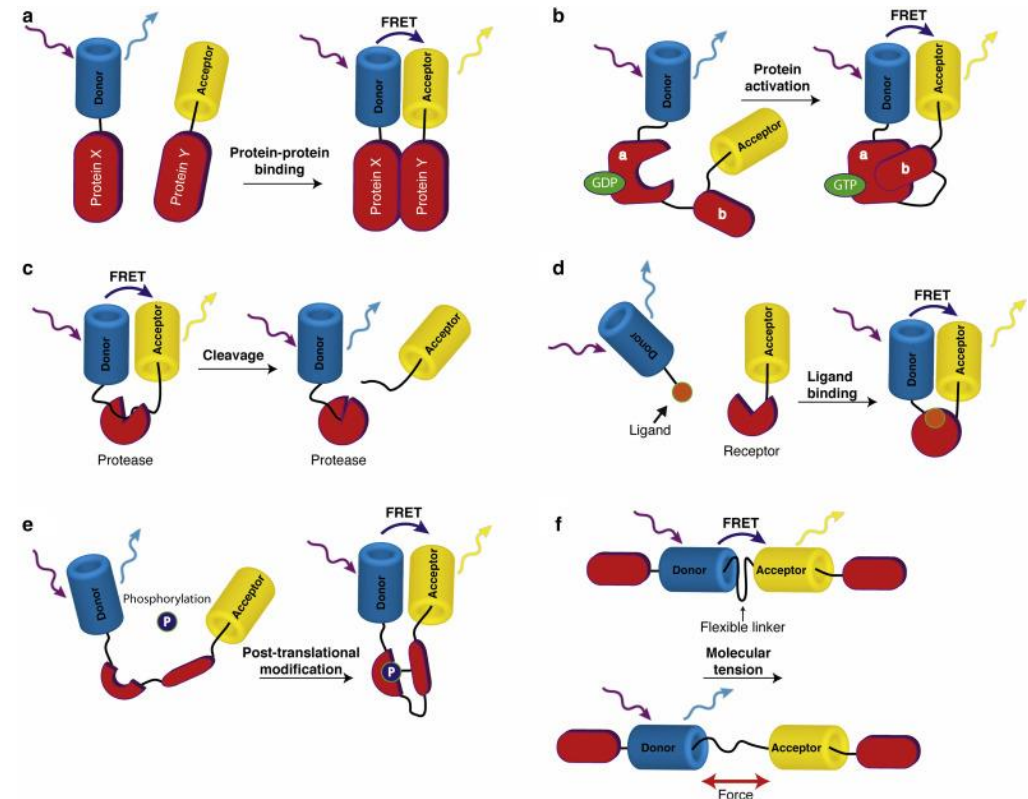 a
Donor
Acceptor
Protein X
Protein Y
Protein-protein
binding
FRET
Donor
Acceptor
Protein X
Protein Y
b
Donor
Acceptor
a
GDP
b
Protein
activation
FRET
Donor
Acceptor
a
b
GTP
c
FRET
Donor
Acceptor
Protease
Cleavage
Donor
Acceptor
Protease
d
Donor
Ligand
Acceptor
Receptor
Ligand
binding
FRET
Donor
Acceptor
e
Donor
Phosphorylation
P
Acceptor
Post-translational
modification
FRET
Donor
Acceptor
P
f
FRET
Donor
Acceptor
Flexible linker
Molecular
tension
Donor
Acceptor
Force